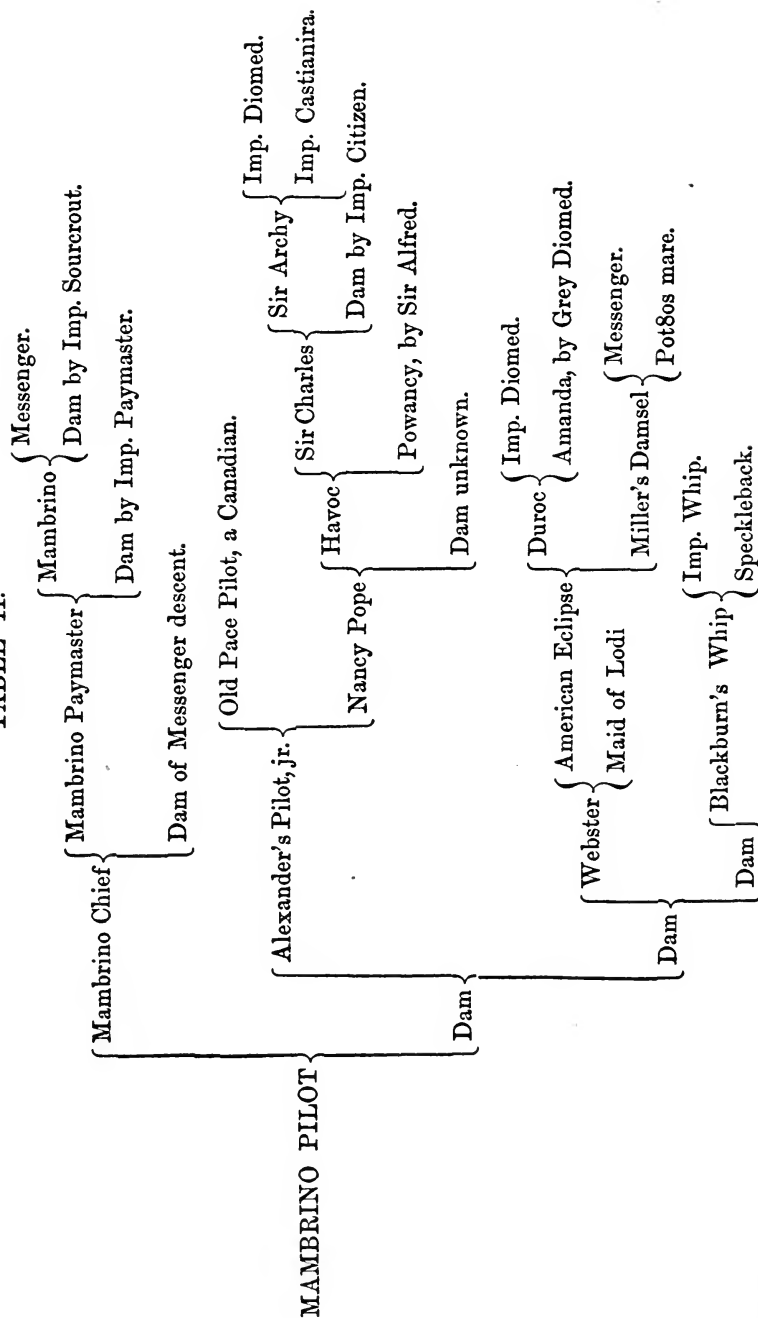 TABLE II.
Messenger.
Mambrino
Dam by Imp. Sourcrout.
Mambrino Paymaster
Dam by Imp. Paymaster.
Mambrino Chief
Dam of Messenger descent.
Old Pace Pilot, a Canadian.
Imp. Diomed.
Sir Archy
Imp. Castianira.
Sir Charles
Dam by Imp. Citizen.
Havoc
Powancy, by Sir Alfred.
Alexander's Pilot, jr.
Nancy Pope
Dam unknown.
MAMBRINO PILOT
Dam
Imp. Diomed.
Duroc
Amanda, by Grey Diomed.
American Eclipse
Messenger.
Miller's Damsel
Pot8os mare.
Webster
Maid of Lodi
Dam
Imp. Whip.
Blackburn's Whip
Speckleback.
Dam